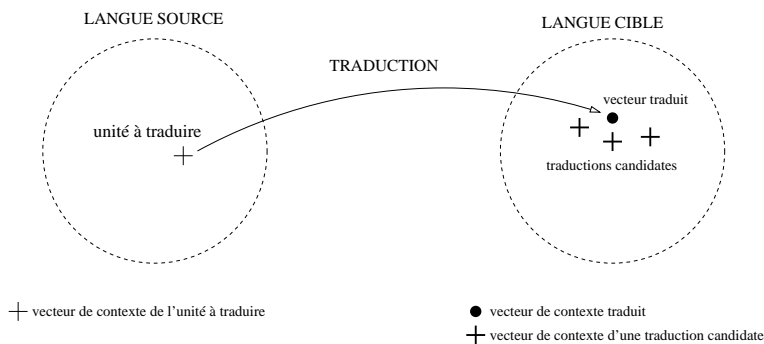 LANGUE SOURCE
LANGUE CIBLE
TRADUCTION
vecteur traduit
unité à traduire
traductions candidates
vecteur de contexte de l'unité à traduire
vecteur de contexte traduit
vecteur de contexte d'une traduction candidate